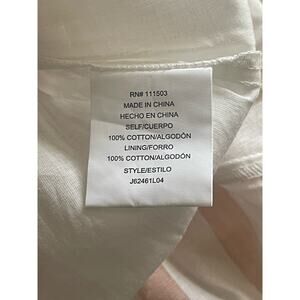 RN# 111503
MADE IN CHINA
HECHO EN CHINA
SELF/CUERPO
100% COTTON/ALGODÓN
LINING/FORRO
100% COTTON/ALGODÓN
STYLE/ESTILO
J62461L04